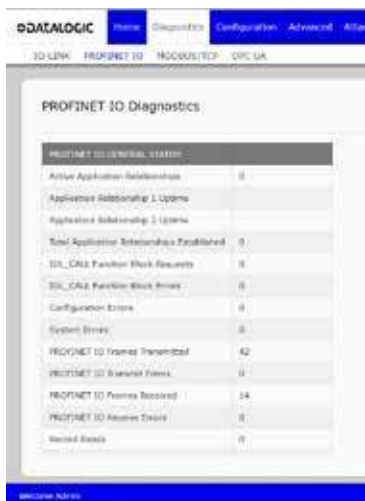 DATALOGIC Home Diagnostics Configuration Advanced
IO-LINK PROFINET IO MODBUS/TCP OPC UA
PROFINET IO Diagnostics
PROFINET IO GENERAL STATUS
Active Application Relationships 0
Application Relationship 1 Uptime
Application Relationship 2 Uptime
Total Application Relationships Established 0
IOL_CALL Function Block Requests 0
IOL_CALL Function Block Errors 0
Configuration Errors 0
System Errors 0
PROFINET IO Frames Transmitted 42
PROFINET IO Transmit Errors 0
PROFINET IO Frames Received 14
PROFINET IO Receive Errors 0
Record Reads 0
Welcome Admin